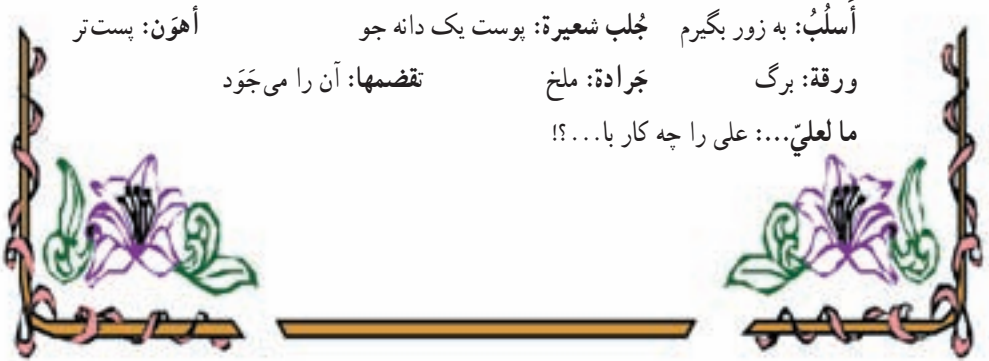 أَسلُبُ: به زور بگیرم جُلب شعیرة: پوست یک دانه جو أهوَن: پست‌تر
ورقة: برگ جَرادة: ملخ تقضمها: آن را می‌جَوَد
ما لعليّ...: علی را چه کار با...؟!